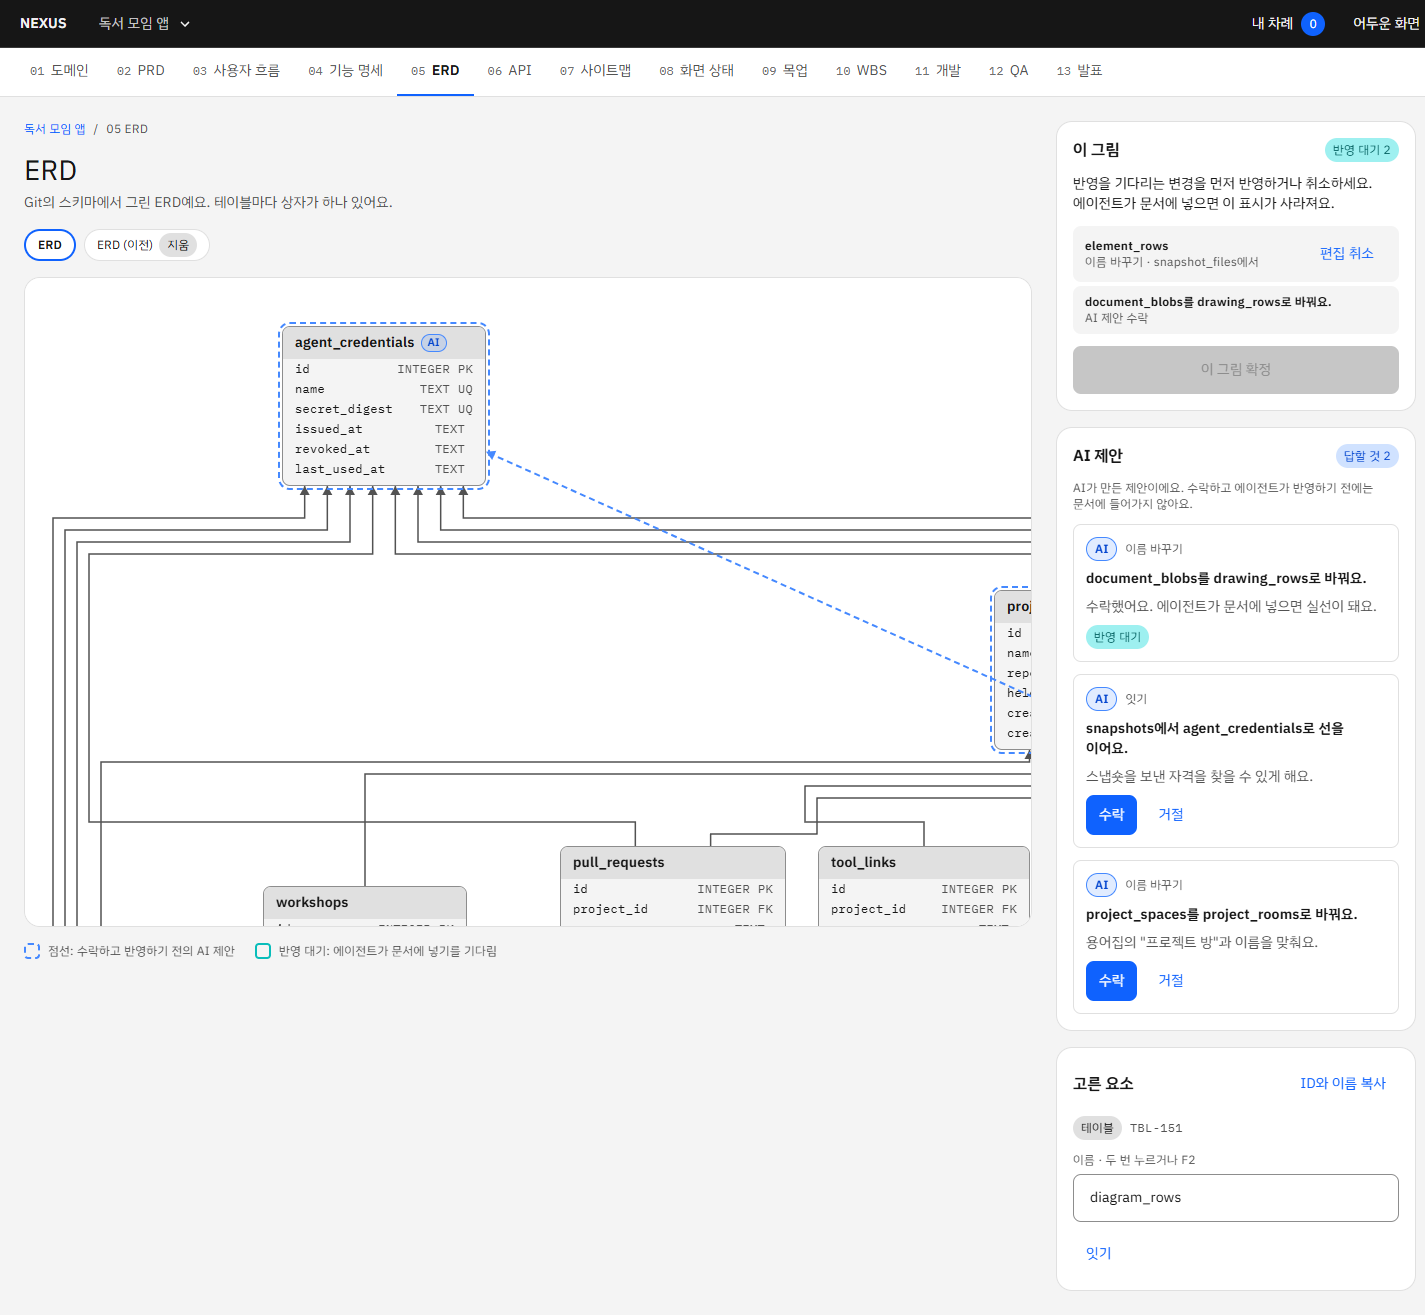 NEXUS 독서 모임 앱 내 차례 0 어두운 화면
01 도메인 02 PRD 03 사용자 흐름 04 기능 명세 05 ERD 06 API 07 사이트맵 08 화면 상태 09 목업 10 WBS 11 개발 12 QA 13 발표
독서 모임 앱 / 05 ERD
ERD
Git의 스키마에서 그린 ERD예요. 테이블마다 상자가 하나 있어요.
ERD ERD (이전) 지움
agent_credentials AI
id INTEGER PK
name TEXT UQ
secret_digest TEXT UQ
issued_at TEXT
revoked_at TEXT
last_used_at TEXT
id
pull_requests
id INTEGER PK
project_id INTEGER FK
tool_links
id INTEGER PK
project_id INTEGER FK
workshops
점선: 수락하고 반영하기 전의 AI 제안 반영 대기: 에이전트가 문서에 넣기를 기다림
이 그림 반영 대기 2
반영을 기다리는 변경을 먼저 반영하거나 취소하세요.
에이전트가 문서에 넣으면 이 표시가 사라져요.
element_rows
이름 바꾸기 · snapshot_files에서 편집 취소
document_blobs를 drawing_rows로 바꿔요.
AI 제안 수락
이 그림 확정
AI 제안 답할 것 2
AI가 만든 제안이에요. 수락하고 에이전트가 반영하기 전에는
문서에 들어가지 않아요.
AI 이름 바꾸기
document_blobs를 drawing_rows로 바꿔요.
수락했어요. 에이전트가 문서에 넣으면 실선이 돼요.
반영 대기
AI 잇기
snapshots에서 agent_credentials로 선을
이어요.
스냅숏을 보낸 자격을 찾을 수 있게 해요.
수락 거절
AI 이름 바꾸기
project_spaces를 project_rooms로 바꿔요.
용어집의 "프로젝트 방"과 이름을 맞춰요.
수락 거절
고른 요소 ID와 이름 복사
테이블 TBL-151
이름 · 두 번 누르거나 F2
diagram_rows
잇기